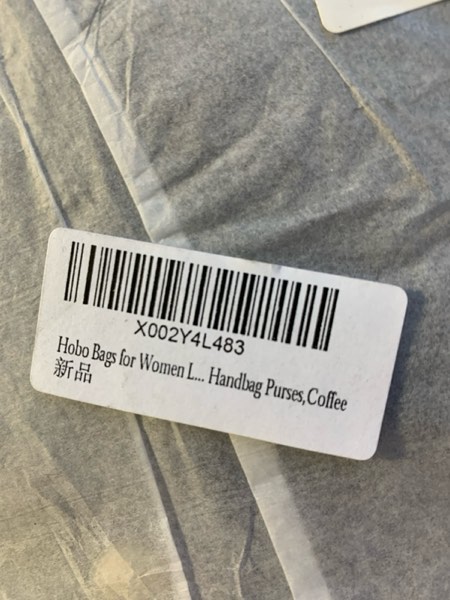 X002Y4L483
Hobo Bags for Women L... Handbag Purses,Coffee
新品